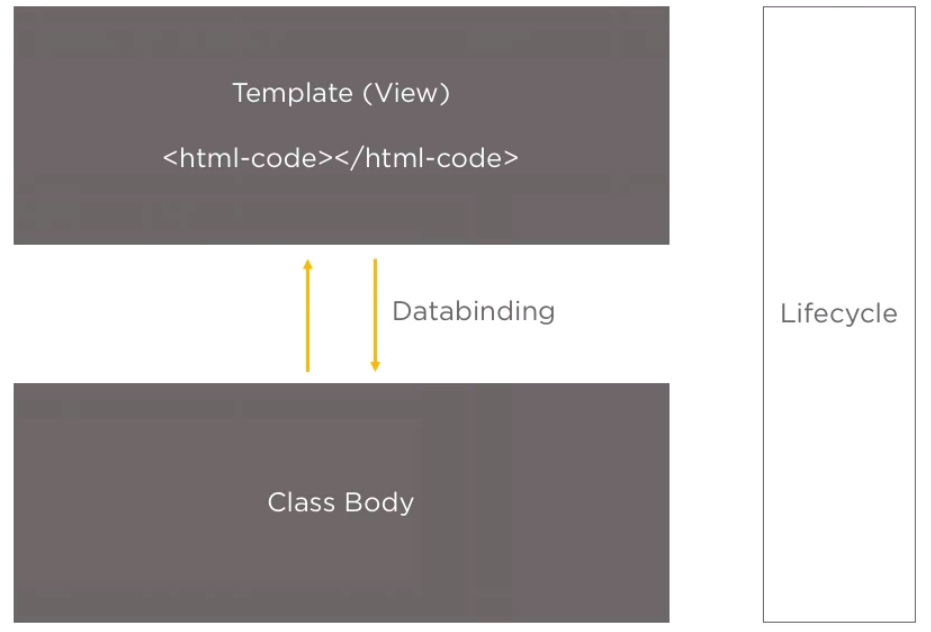 Template (View)
<html-code></html-code>
Databinding
Lifecycle
Class Body